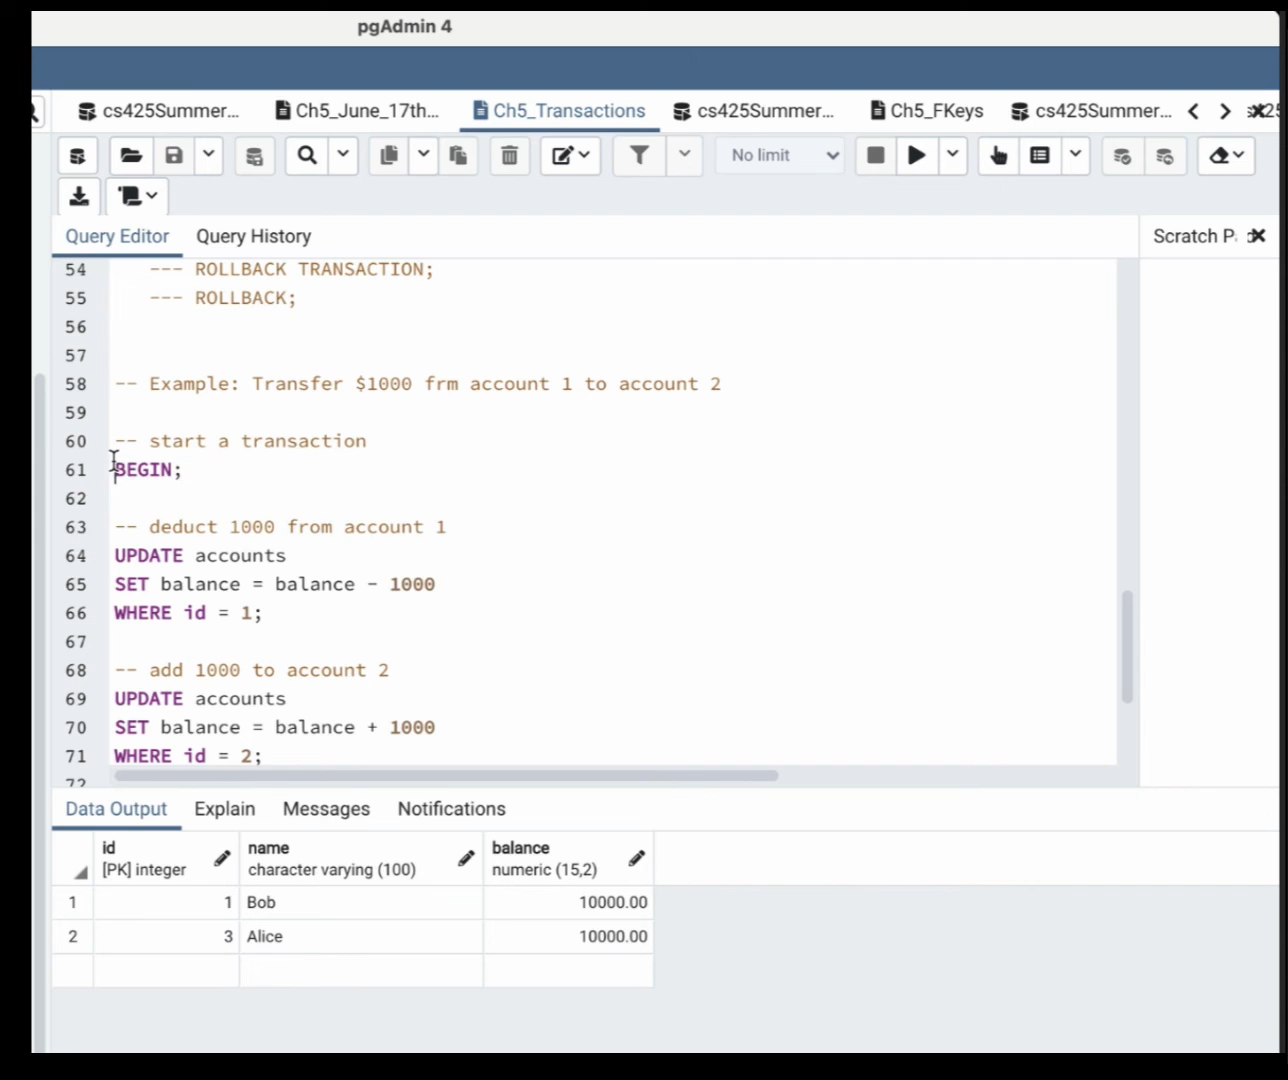 pgAdmin 4
cs425Summer... Ch5_June_17th... Ch5_Transactions cs425Summer... Ch5_FKeys cs425Summer...
No limit
Query Editor Query History Scratch P
54 --- ROLLBACK TRANSACTION;
55 --- ROLLBACK;
56
57
58 -- Example: Transfer $1000 frm account 1 to account 2
59
60 -- start a transaction
61 BEGIN;
62
63 -- deduct 1000 from account 1
64 UPDATE accounts
65 SET balance = balance - 1000
66 WHERE id = 1;
67
68 -- add 1000 to account 2
69 UPDATE accounts
70 SET balance = balance + 1000
71 WHERE id = 2;
72
Data Output Explain Messages Notifications
id name balance
[PK] integer character varying (100) numeric (15,2)
1 1 Bob 10000.00
2 3 Alice 10000.00